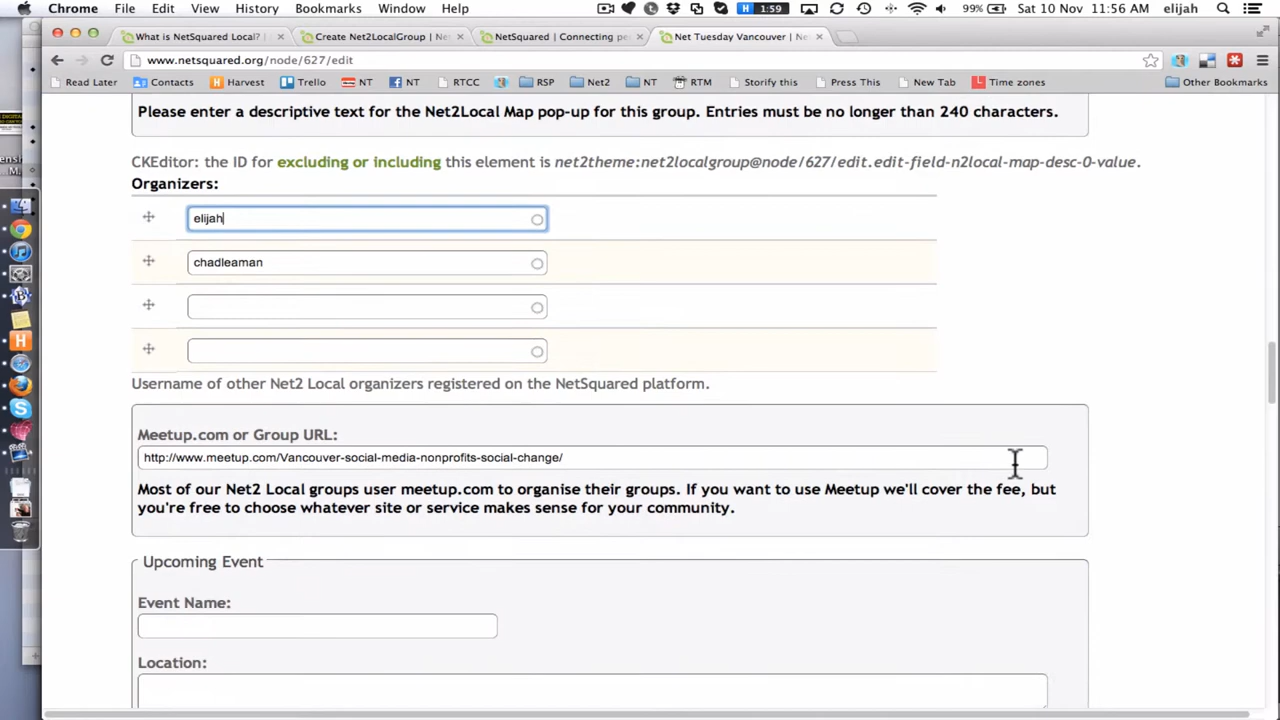 Chrome File Edit View History Bookmarks Window Help H 1:59 99% Sat 10 Nov 11:56 AM elijah
What is NetSquared Local? Create Net2LocalGroup | Ne NetSquared | Connecting pe Net Tuesday Vancouver | Ne
www.netsquared.org/node/627/edit
Read Later Contacts Harvest Trello NT NT RTCC RSP Net2 NT RTM Storify this Press This New Tab Time zones Other Bookmarks
Please enter a descriptive text for the Net2Local Map pop-up for this group. Entries must be no longer than 240 characters.
CKEditor: the ID for excluding or including this element is net2theme:net2localgroup@node/627/edit.edit-field-n2local-map-desc-0-value.
Organizers:
elijah
chadleaman
Username of other Net2 Local organizers registered on the NetSquared platform.
Meetup.com or Group URL:
http://www.meetup.com/Vancouver-social-media-nonprofits-social-change/
Most of our Net2 Local groups user meetup.com to organise their groups. If you want to use Meetup we'll cover the fee, but
you're free to choose whatever site or service makes sense for your community.
Upcoming Event
Event Name:
Location: